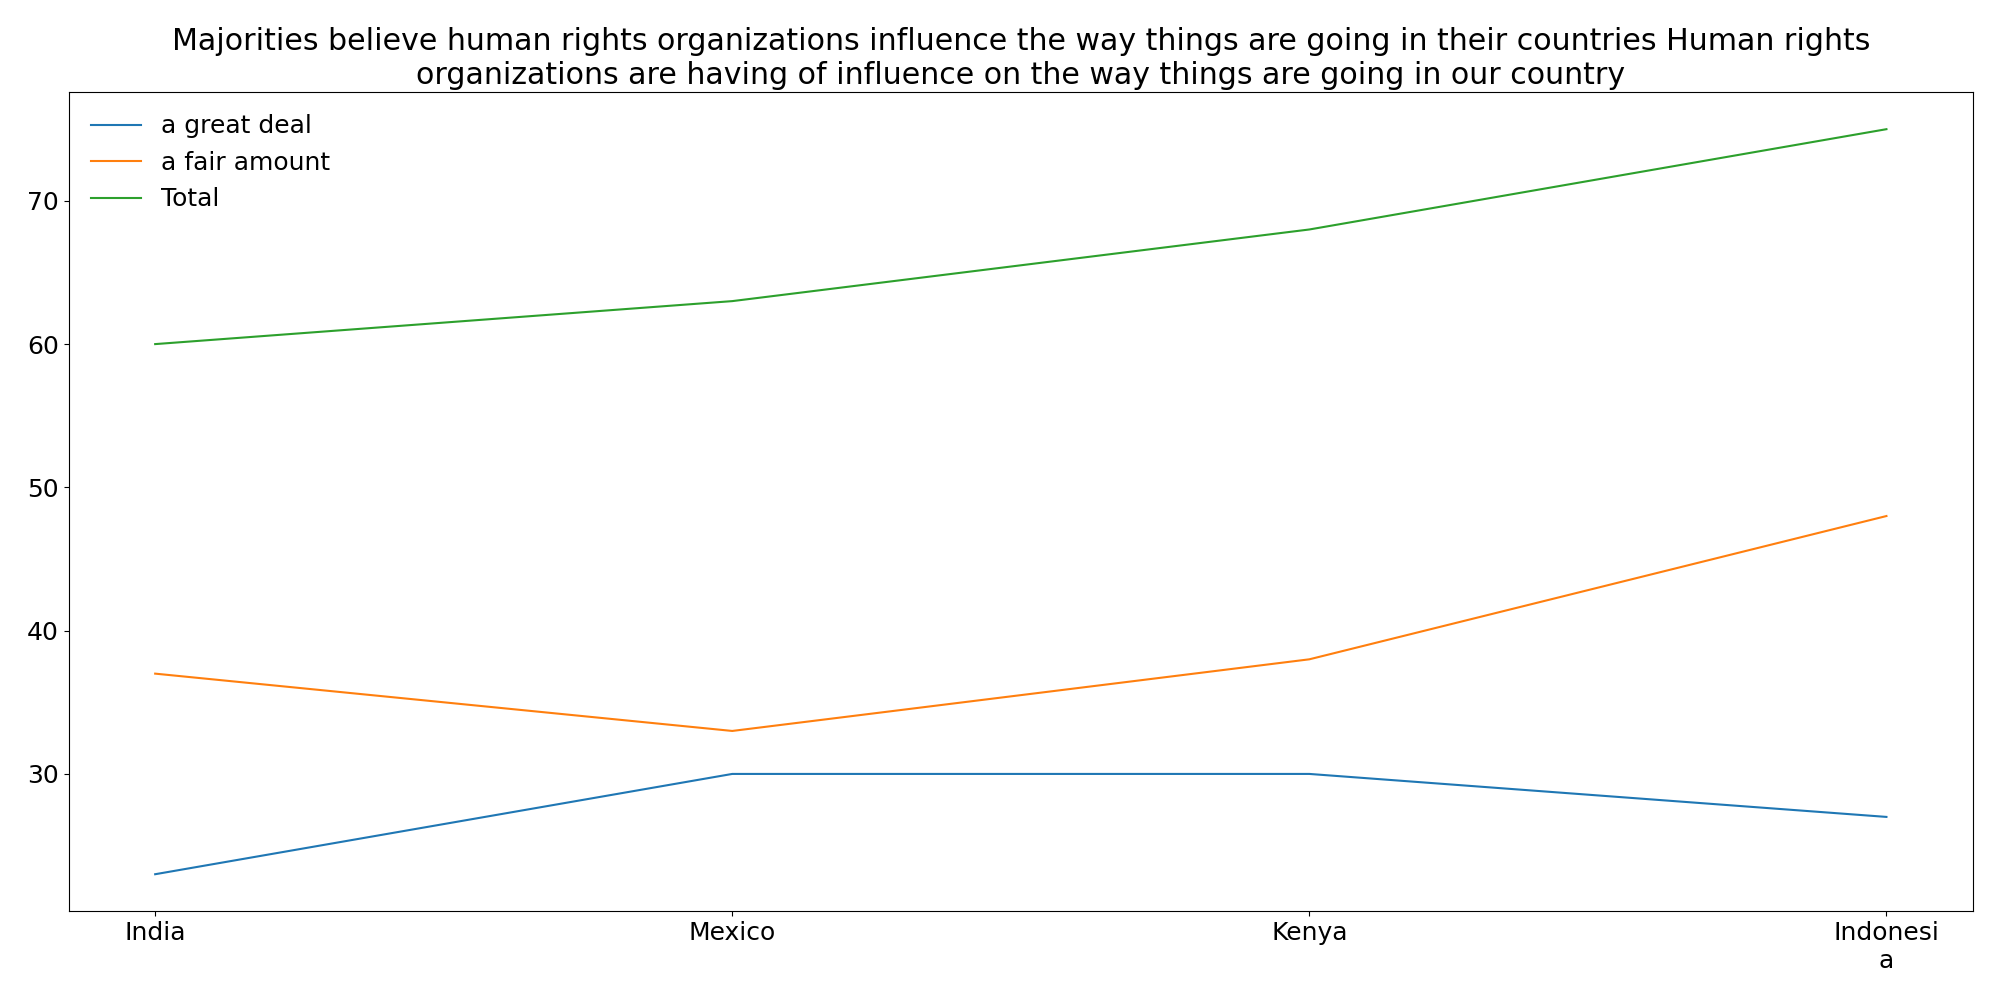 Majorities believe human rights organizations influence the way things are going in their countries Human rights
organizations are having of influence on the way things are going in our country
a great deal
a fair amount
Total
70
60
50
40
30
India
Mexico
Kenya
Indonesi
a